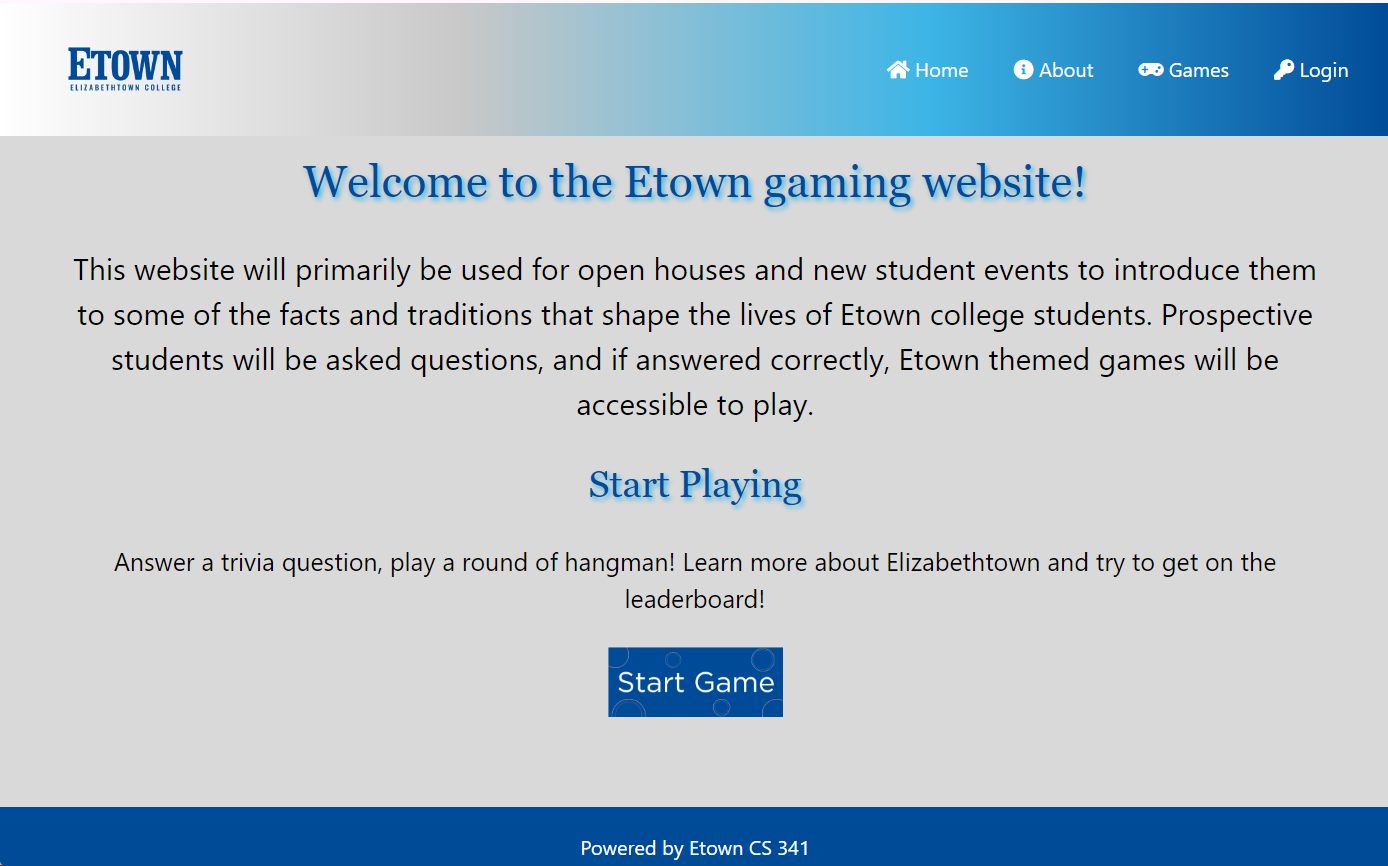 ETOWN
ELIZABETHTOWN COLLEGE
Home About Games Login
Welcome to the Etown gaming website!
This website will primarily be used for open houses and new student events to introduce them
to some of the facts and traditions that shape the lives of Etown college students. Prospective
students will be asked questions, and if answered correctly, Etown themed games will be
accessible to play.
Start Playing
Answer a trivia question, play a round of hangman! Learn more about Elizabethtown and try to get on the
leaderboard!
Start Game
Powered by Etown CS 341